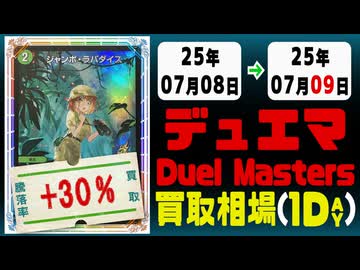 2
ジャンボ・ラパダイス
買取
騰落率
+30%
25年
07月08日
25年
07月09日
デュエマ
Duel Masters
買取相場(1D)